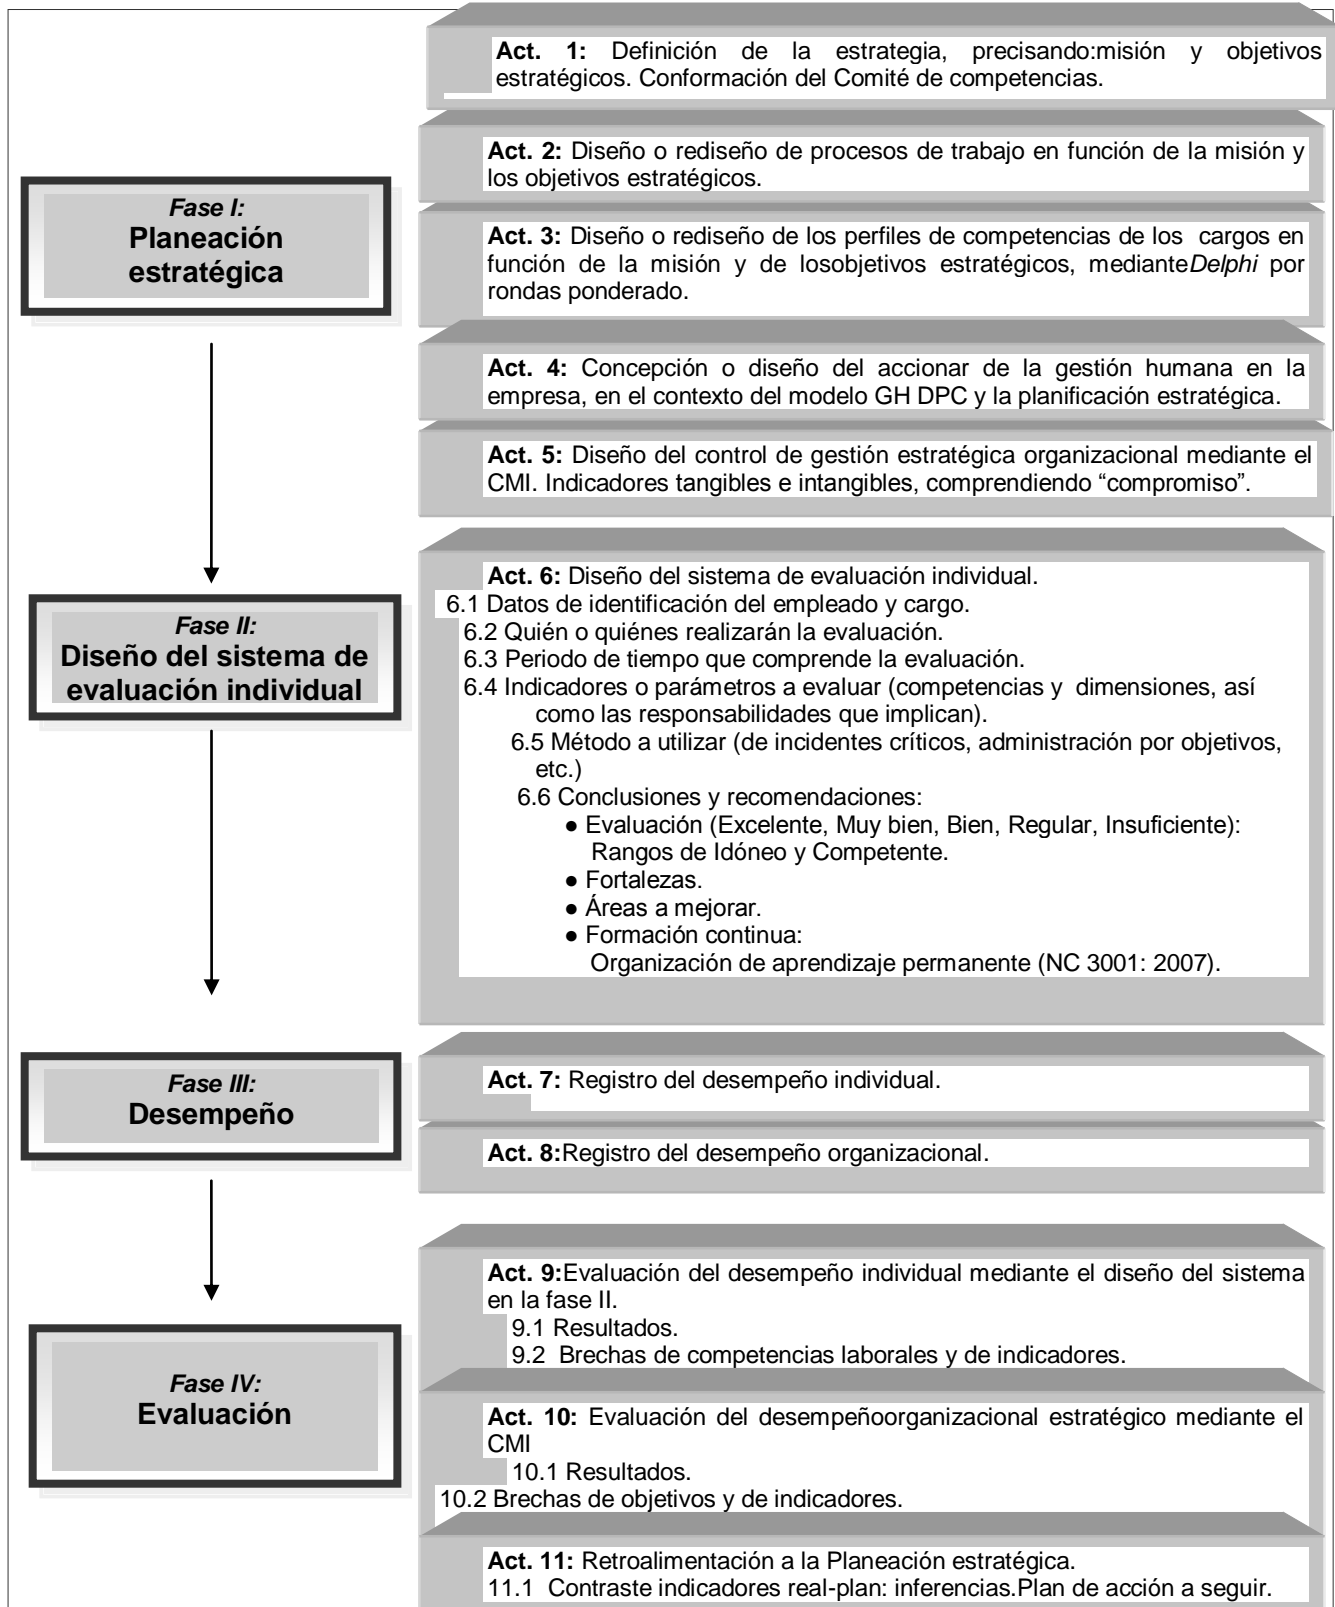 Act. 1: Definición de la estrategia, precisando:misión y objetivos
estratégicos. Conformación del Comité de competencias.
Act. 2: Diseño o rediseño de procesos de trabajo en función de la misión y
los objetivos estratégicos.
Fase I:
Planeación
estratégica
Act. 3: Diseño o rediseño de los perfiles de competencias de los cargos en
función de la misión y de losobjetivos estratégicos, medianteDelphi por
rondas ponderado.
Act. 4: Concepción o diseño del accionar de la gestión humana en la
empresa, en el contexto del modelo GH DPC y la planificación estratégica.
Act. 5: Diseño del control de gestión estratégica organizacional mediante el
CMI. Indicadores tangibles e intangibles, comprendiendo “compromiso”.
Fase II:
Diseño del sistema de
evaluación individual
Act. 6: Diseño del sistema de evaluación individual.
6.1 Datos de identificación del empleado y cargo.
6.2 Quién o quiénes realizarán la evaluación.
6.3 Periodo de tiempo que comprende la evaluación.
6.4 Indicadores o parámetros a evaluar (competencias y dimensiones, así
como las responsabilidades que implican).
6.5 Método a utilizar (de incidentes críticos, administración por objetivos,
etc.)
6.6 Conclusiones y recomendaciones:
● Evaluación (Excelente, Muy bien, Bien, Regular, Insuficiente):
Rangos de Idóneo y Competente.
● Fortalezas.
● Áreas a mejorar.
● Formación continua:
Organización de aprendizaje permanente (NC 3001: 2007).
Fase III:
Desempeño
Act. 7: Registro del desempeño individual.
Act. 8:Registro del desempeño organizacional.
Fase IV:
Evaluación
Act. 9:Evaluación del desempeño individual mediante el diseño del sistema
en la fase II.
9.1 Resultados.
9.2 Brechas de competencias laborales y de indicadores.
Act. 10: Evaluación del desempeñoorganizacional estratégico mediante el
CMI
10.1 Resultados.
10.2 Brechas de objetivos y de indicadores.
Act. 11: Retroalimentación a la Planeación estratégica.
11.1 Contraste indicadores real-plan: inferencias.Plan de acción a seguir.